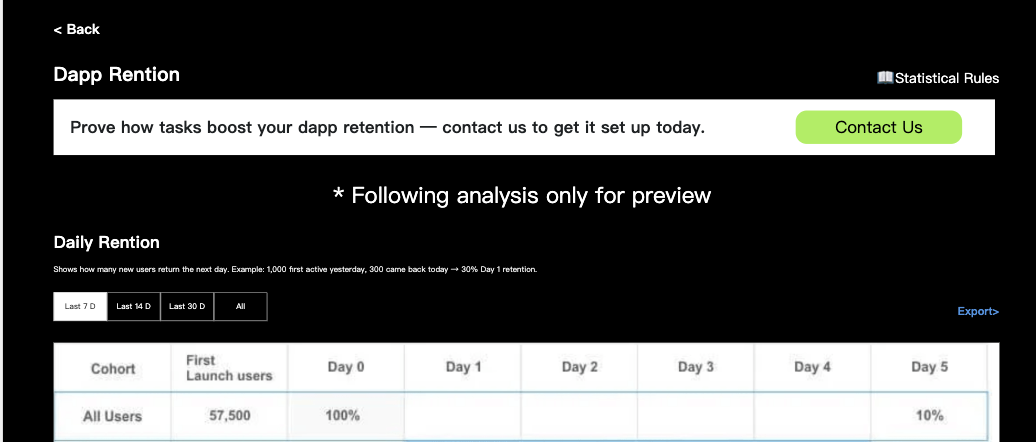 < Back
Dapp Rention
📖Statistical Rules
Prove how tasks boost your dapp retention — contact us to get it set up today.
Contact Us
* Following analysis only for preview
Daily Rention
Shows how many new users return the next day. Example: 1,000 first active yesterday, 300 came back today → 30% Day 1 retention.
Last 7 D Last 14 D Last 30 D All
Export>
Cohort First Launch users Day 0 Day 1 Day 2 Day 3 Day 4 Day 5
All Users 57,500 100% 10%